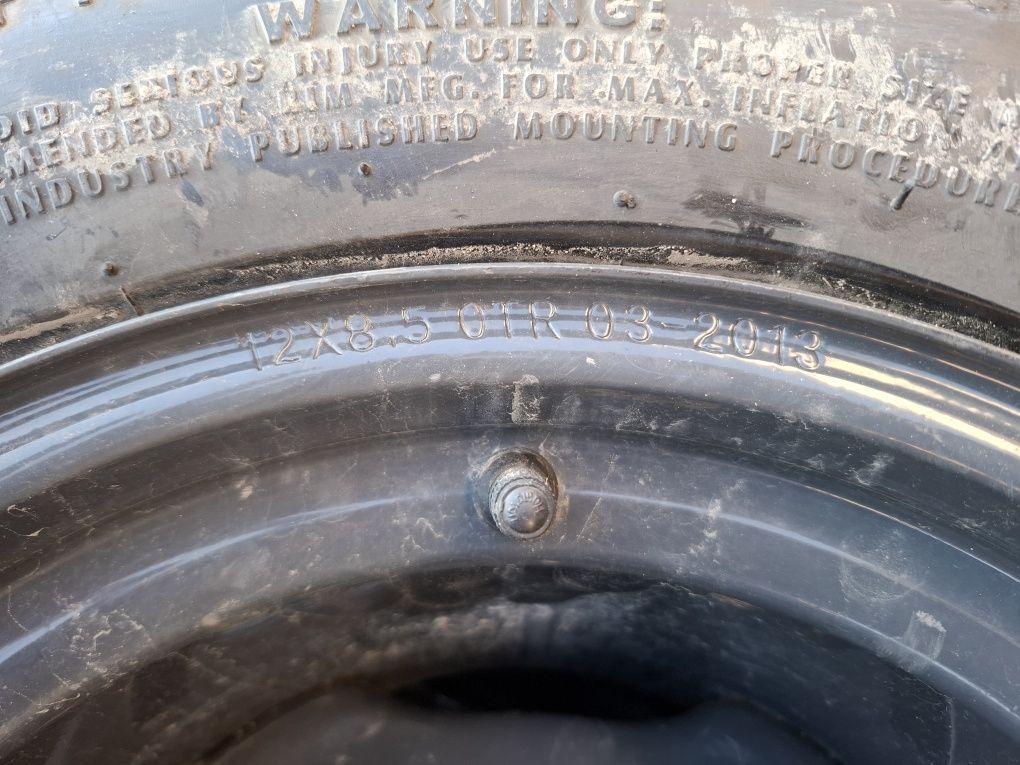 WARNING:
SERIOUS INJURY USE ONLY PROPER SIZE
MENDED BY RIM MFG. FOR MAX. INFLATION
INDUSTRY PUBLISHED MOUNTING PROCEDURE
12X8,5 OTR 03-2013